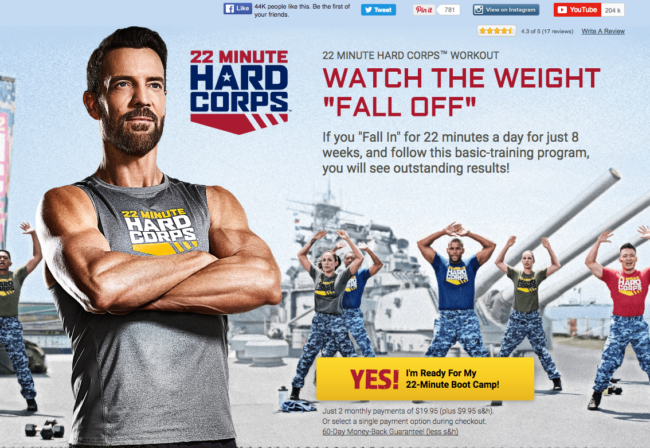 Like
44K people like this. Be the first of
your friends.
Tweet
Pin it
781
View on Instagram
YouTube
204 k
4.3 of 5 (17 reviews)
Write A Review
22 MINUTE
HARD
CORPS
22 MINUTE HARD CORPS™ WORKOUT
WATCH THE WEIGHT
"FALL OFF"
If you "Fall In" for 22 minutes a day for just 8
weeks, and follow this basic-training program,
you will see outstanding results!
22 MINUTE
HARD
CORPS
HARD
CORPS
HARD
CORPS
HARD
CORPS
YES!
I'm Ready For My
22-Minute Boot Camp!
Just 2 monthly payments of $19.95 (plus $9.95 s&h).
Or select a single payment option during checkout.
60-Day Money-Back Guarantee! (less s&h)